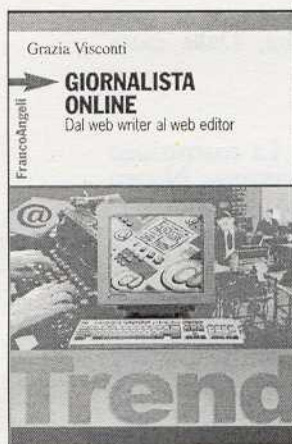 Grazia Visconti
GIORNALISTA
ONLINE
Dal web writer al web editor
FrancoAngeli
@
Trend